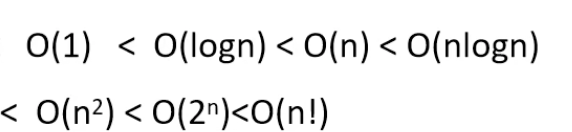 O(1) < O(logn) < O(n) < O(nlogn)
< O(n²) < O(2ⁿ)<O(n!)